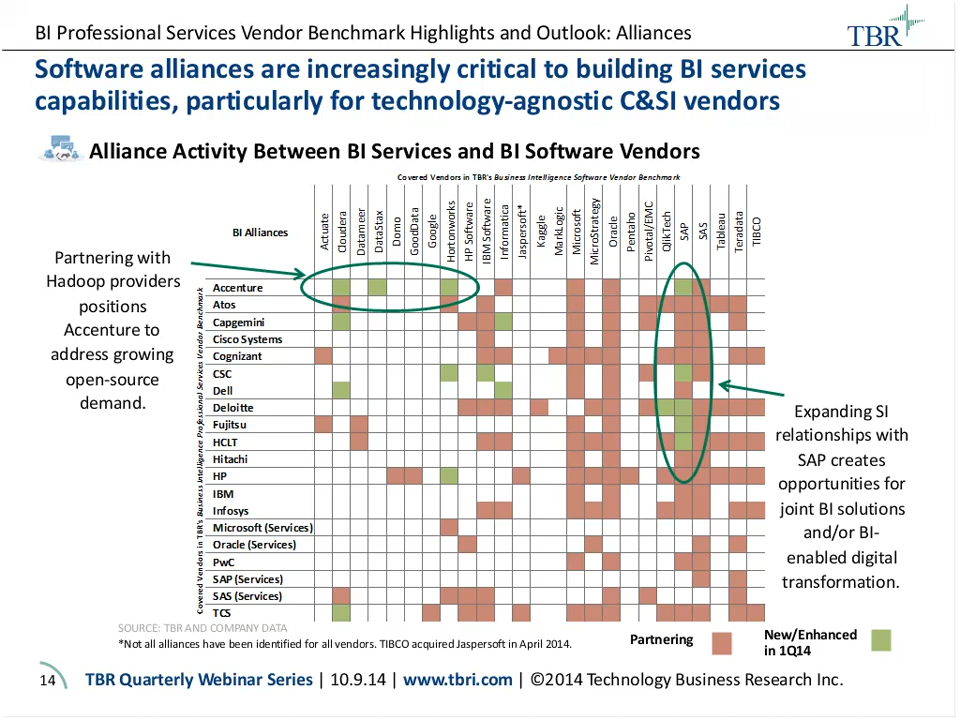 BI Professional Services Vendor Benchmark Highlights and Outlook: Alliances
TBR
Software alliances are increasingly critical to building BI services
capabilities, particularly for technology-agnostic C&SI vendors
Alliance Activity Between BI Services and BI Software Vendors
Covered Vendors in TBR's Business Intelligence Software Vendor Benchmark
BI Alliances
Actuate
Cloudera
Datameer
DataStax
Domo
GoodData
Google
Hortonworks
HP Software
IBM Software
Informatica
Jaspersoft*
Kaggle
MarkLogic
Microsoft
MicroStrategy
Oracle
Pentaho
Pivotal/EMC
QlikTech
SAP
SAS
Tableau
Teradata
TIBCO
Partnering with
Hadoop providers
positions
Accenture to
address growing
open-source
demand.
Covered Vendors in TBR's Business Intelligence Professional Services Vendor Benchmark
Accenture
Atos
Capgemini
Cisco Systems
Cognizant
CSC
Dell
Deloitte
Fujitsu
HCLT
Hitachi
HP
IBM
Infosys
Microsoft (Services)
Oracle (Services)
PwC
SAP (Services)
SAS (Services)
TCS
Expanding SI
relationships with
SAP creates
opportunities for
joint BI solutions
and/or BI-
enabled digital
transformation.
SOURCE: TBR AND COMPANY DATA
*Not all alliances have been identified for all vendors. TIBCO acquired Jaspersoft in April 2014.
Partnering
New/Enhanced
in 1Q14
14
TBR Quarterly Webinar Series | 10.9.14 | www.tbri.com | ©2014 Technology Business Research Inc.